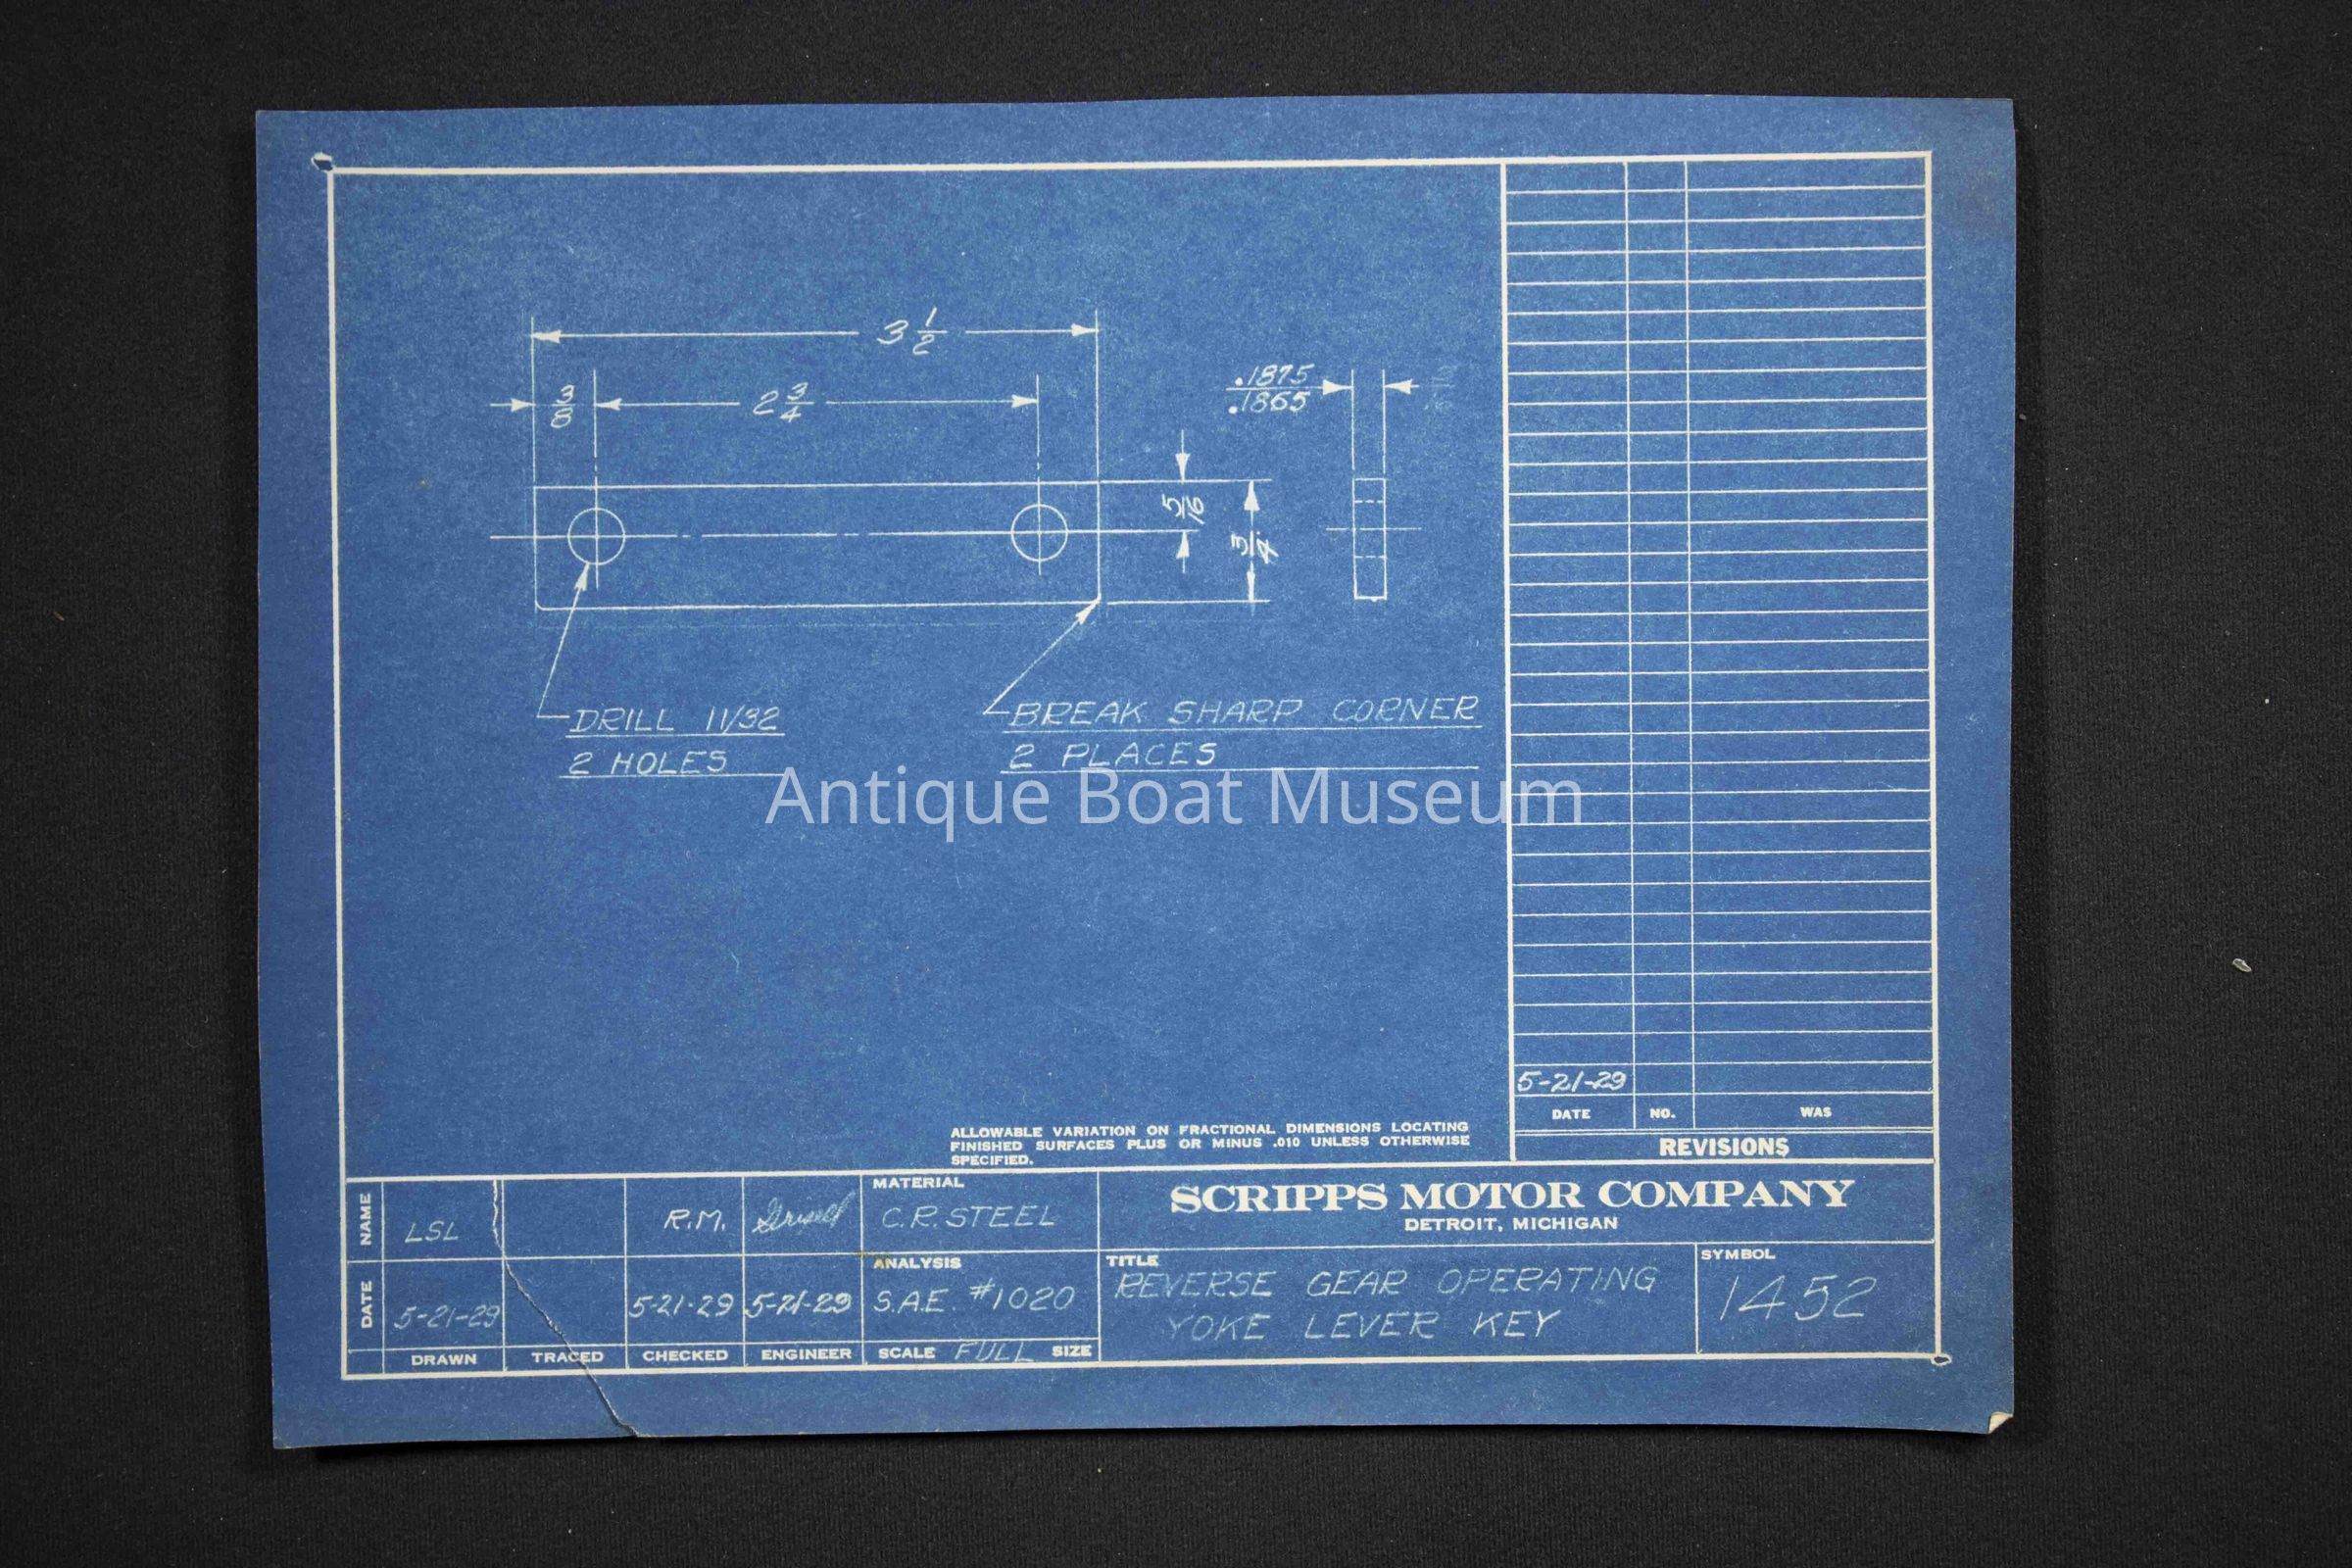 3 1/2
3/8
2 3/4
.1875
.1865
5/16
3/4
DRILL 11/32
2 HOLES
BREAK SHARP CORNER
2 PLACES
Antique Boat Museum
5-21-29
DATE NO. WAS
REVISIONS
ALLOWABLE VARIATION ON FRACTIONAL DIMENSIONS LOCATING
FINISHED SURFACES PLUS OR MINUS .010 UNLESS OTHERWISE
SPECIFIED.
NAME
LSL
R.M.
MATERIAL
C.R. STEEL
SCRIPPS MOTOR COMPANY
DETROIT, MICHIGAN
DATE
5-21-29
5-21-29
5-21-29
ANALYSIS
S.A.E. #1020
TITLE
REVERSE GEAR OPERATING
YOKE LEVER KEY
SYMBOL
1452
DRAWN
TRACED
CHECKED
ENGINEER
SCALE FULL SIZE